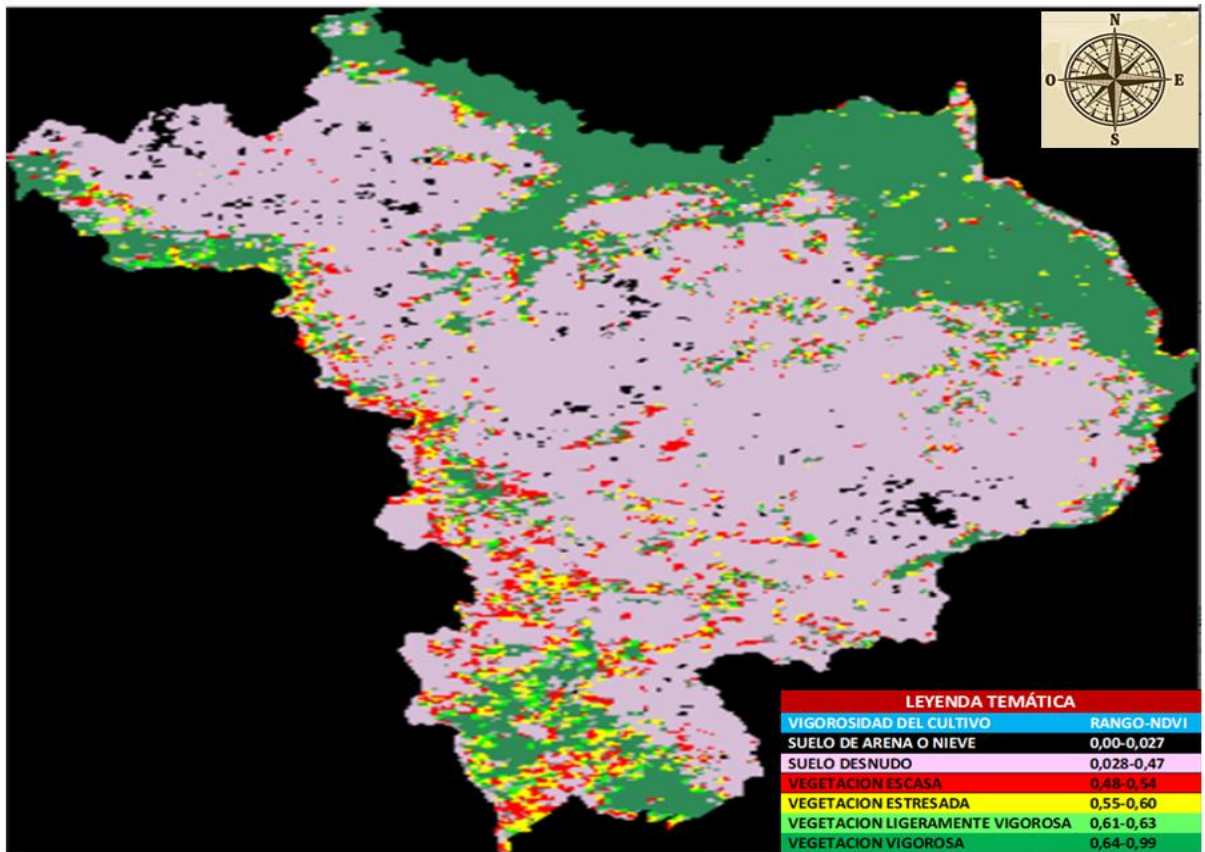 N
O E
S
LEYENDA TEMÁTICA
VIGOROSIDAD DEL CULTIVO RANGO-NDVI
SUELO DE ARENA O NIEVE 0,00-0,027
SUELO DESNUDO 0,028-0,47
VEGETACION ESCASA 0,48-0,54
VEGETACION ESTRESADA 0,55-0,60
VEGETACION LIGERAMENTE VIGOROSA 0,61-0,63
VEGETACION VIGOROSA 0,64-0,99